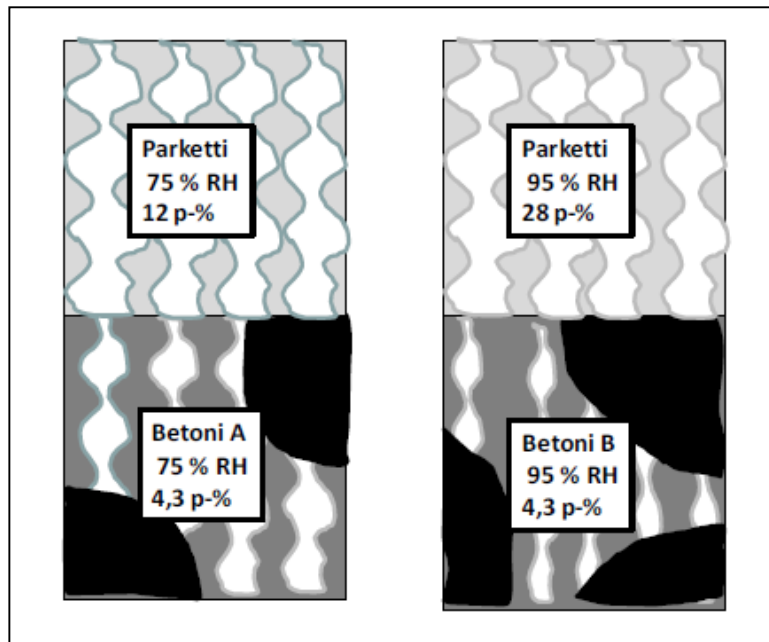 Parketti
75 % RH
12 p-%
Parketti
95 % RH
28 p-%
Betoni A
75 % RH
4,3 p-%
Betoni B
95 % RH
4,3 p-%